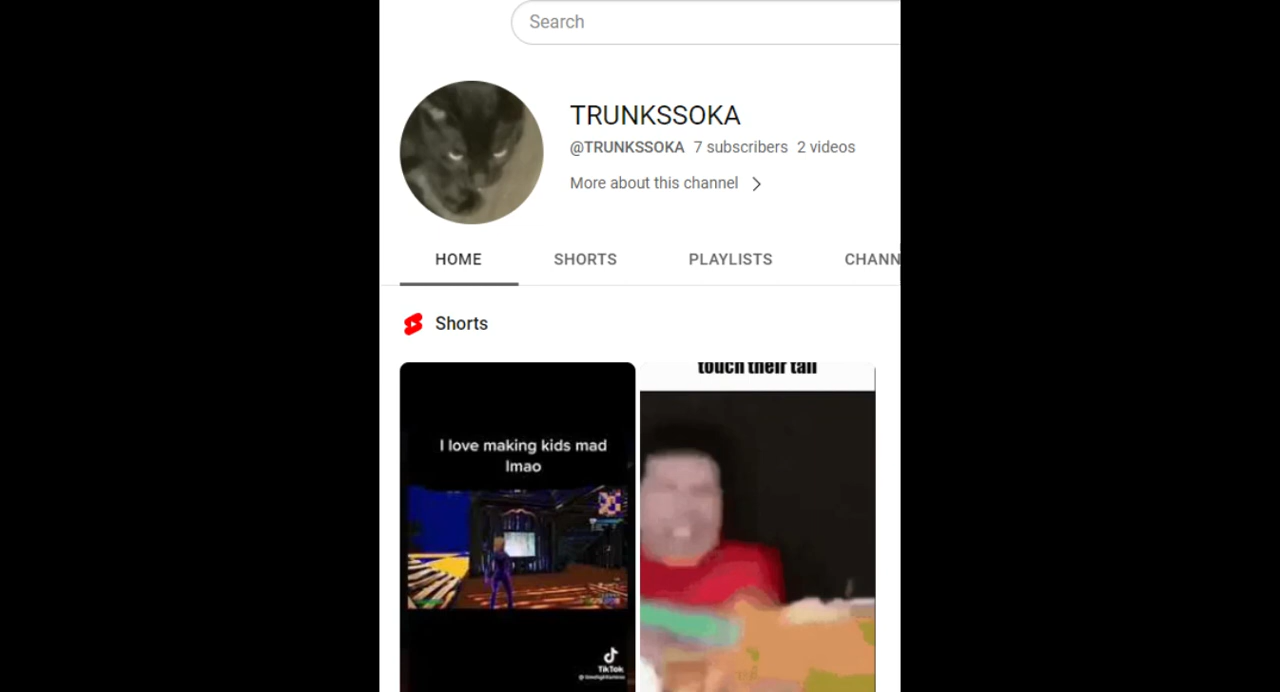 Search
TRUNKSSOKA
@TRUNKSSOKA 7 subscribers 2 videos
More about this channel
HOME SHORTS PLAYLISTS CHANN
Shorts
touch their tail
I love making kids mad
lmao
TikTok